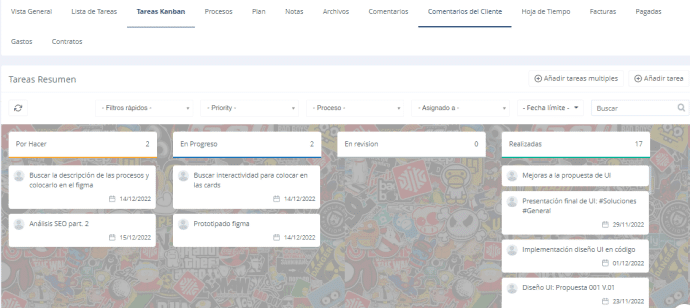 Vista General Lista de Tareas Tareas Kanban Procesos Plan Notas Archivos Comentarios Comentarios del Cliente Hoja de Tiempo Facturas Pagadas
Gastos Contratos
Tareas Resumen Añadir tareas multiples Añadir tarea
- Filtros rápidos - - Priority - - Proceso - - Asignado a - - Fecha límite - Buscar
Por Hacer 2
Buscar la descripción de las procesos y
colocarlo en el figma
14/12/2022
Análisis SEO part. 2
15/12/2022
En Progreso 2
Buscar interactividad para colocar en
las cards
14/12/2022
Prototipado figma
14/12/2022
En revision 0
Realizadas 17
Mejoras a la propuesta de UI
Presentación final de UI: #Soluciones
#General
29/11/2022
Implementación diseño UI en código
01/12/2022
Diseño UI: Propuesta 001 V.01
23/11/2022